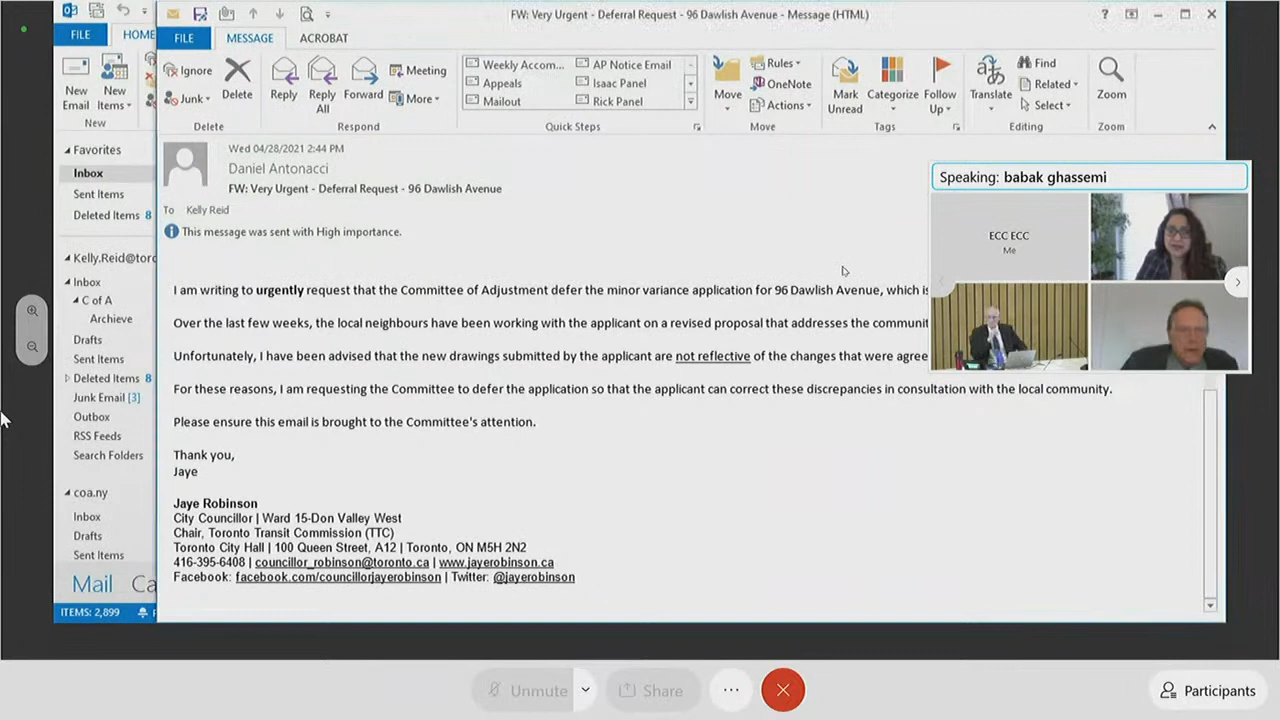 FW: Very Urgent - Deferral Request - 96 Dawlish Avenue - Message (HTML)
FILE HOME
FILE MESSAGE ACROBAT
New Email
New Items
New
Ignore
Junk
Delete
Delete
Reply
Reply All
Forward
Meeting
More
Respond
Weekly Accom...
Appeals
Mailout
AP Notice Email
Isaac Panel
Rick Panel
Quick Steps
Move
Rules
OneNote
Actions
Move
Mark Unread
Categorize
Follow Up
Tags
Translate
Find
Related
Select
Editing
Zoom
Zoom
Favorites
Inbox
Sent Items
Deleted Items 8
Kelly.Reid@toro
Inbox
C of A
Archieve
Drafts
Sent Items
Deleted Items 8
Junk Email [3]
Outbox
RSS Feeds
Search Folders
coa.ny
Inbox
Drafts
Sent Items
Mail Ca
ITEMS: 2,899
Wed 04/28/2021 2:44 PM
Daniel Antonacci
FW: Very Urgent - Deferral Request - 96 Dawlish Avenue
To Kelly Reid
This message was sent with High importance.
I am writing to urgently request that the Committee of Adjustment defer the minor variance application for 96 Dawlish Avenue, which is
Over the last few weeks, the local neighbours have been working with the applicant on a revised proposal that addresses the communit
Unfortunately, I have been advised that the new drawings submitted by the applicant are not reflective of the changes that were agree
For these reasons, I am requesting the Committee to defer the application so that the applicant can correct these discrepancies in consultation with the local community.
Please ensure this email is brought to the Committee's attention.
Thank you,
Jaye
Jaye Robinson
City Councillor | Ward 15-Don Valley West
Chair, Toronto Transit Commission (TTC)
Toronto City Hall | 100 Queen Street, A12 | Toronto, ON M5H 2N2
416-395-6408 | councillor_robinson@toronto.ca | www.jayerobinson.ca
Facebook: facebook.com/councillorjayerobinson | Twitter: @jayerobinson
Speaking: babak ghassemi
ECC ECC
Me
Unmute
Share
Participants